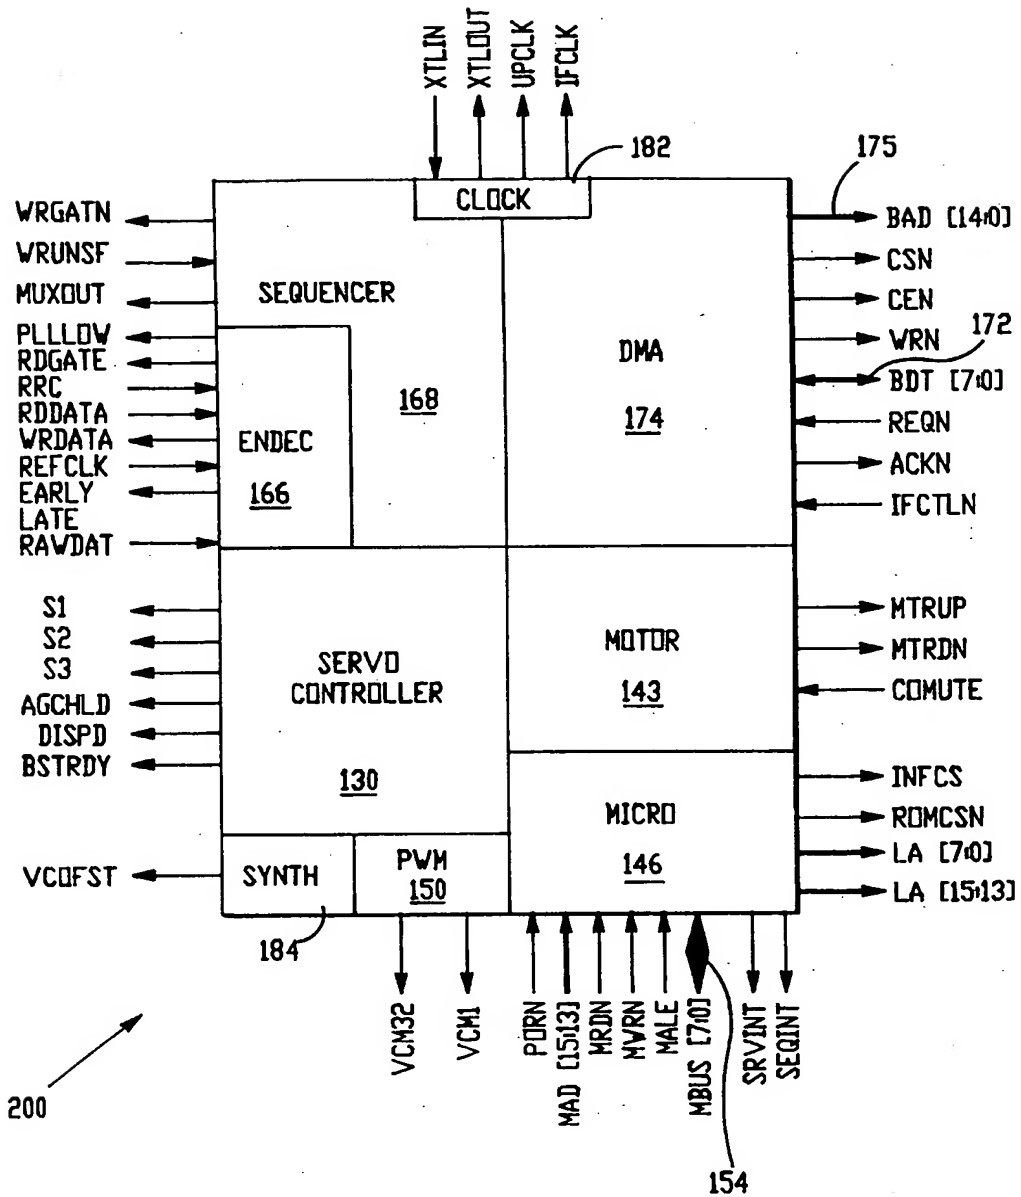 XTLIN
XTLOUT
UPCLK
IFCLK
182
175
CLOCK
WRGATN
WRUNSF
MUXOUT
PLLLOW
RDGATE
RRC
RDDATA
WRDATA
REFCLK
EARLY
LATE
RAWDAT
S1
S2
S3
AGCHLD
DISPD
BSTRDY
VCOFST
SEQUENCER
168
ENDEC
166
DMA
174
SERVO
CONTROLLER
130
MOTOR
143
MICRO
146
SYNTH
184
PWM
150
BAD [14:0]
CSN
CEN
WRN
172
BDT [7:0]
REQN
ACKN
IFCTLN
MTRUP
MTRDN
COMUTE
INFCS
ROMCSN
LA [7:0]
LA [15:13]
VCM32
VCM1
PORN
MAD [15:13]
MRDN
MWRN
MALE
MBUS [7:0]
SRVINT
SEQINT
154
200